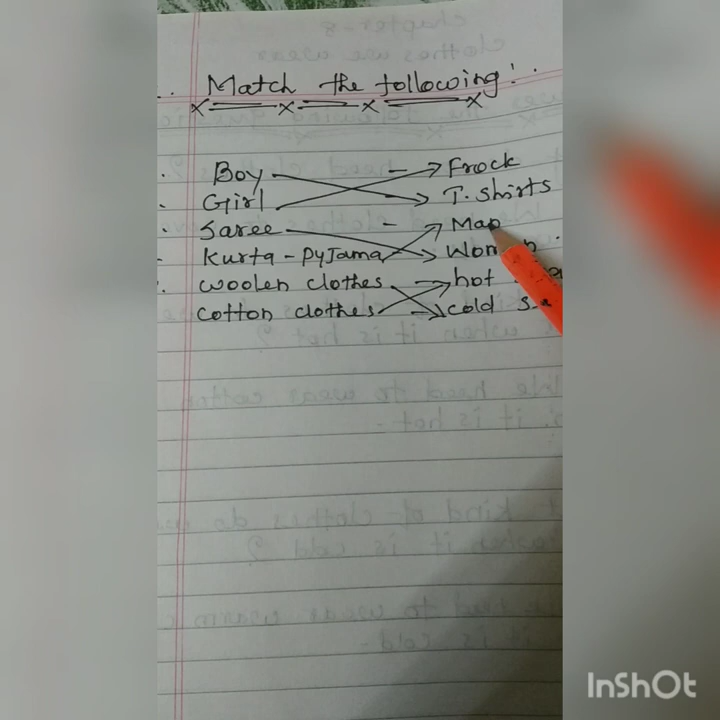 Match the following:
Boy - Frock
Girl T. shirts
Saree - Man
Kurta - PyJama
woolen clothes hot
cotton clothes cold
InShOt